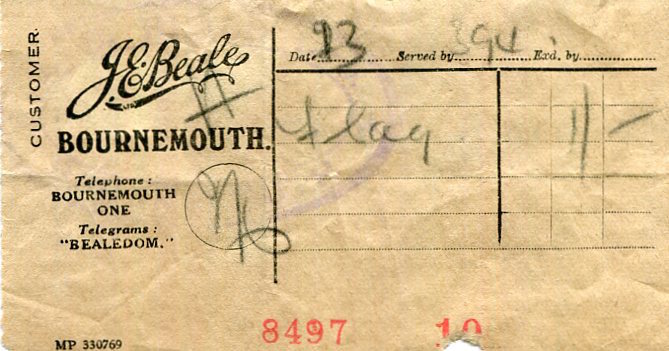 CUSTOMER.
J.E. Beale
BOURNEMOUTH.
Telephone:
BOURNEMOUTH
ONE
Telegrams:
"BEALEDOM."
MP 330769
Date 23 Served by 394 Exd. by
Flag 11/-
8497 10